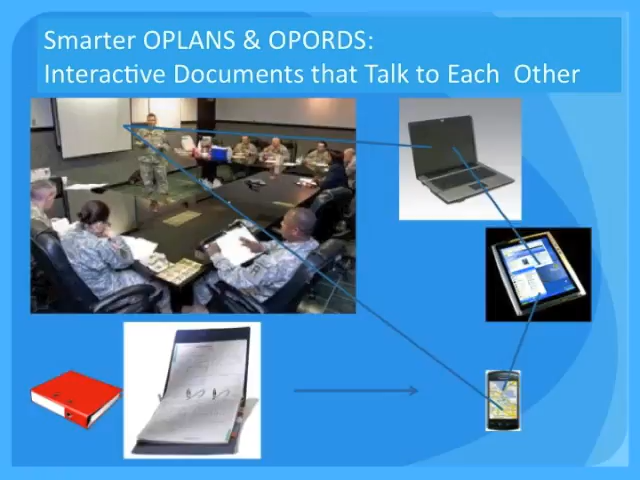 Smarter OPLANS & OPORDS:
Interactive Documents that Talk to Each  Other